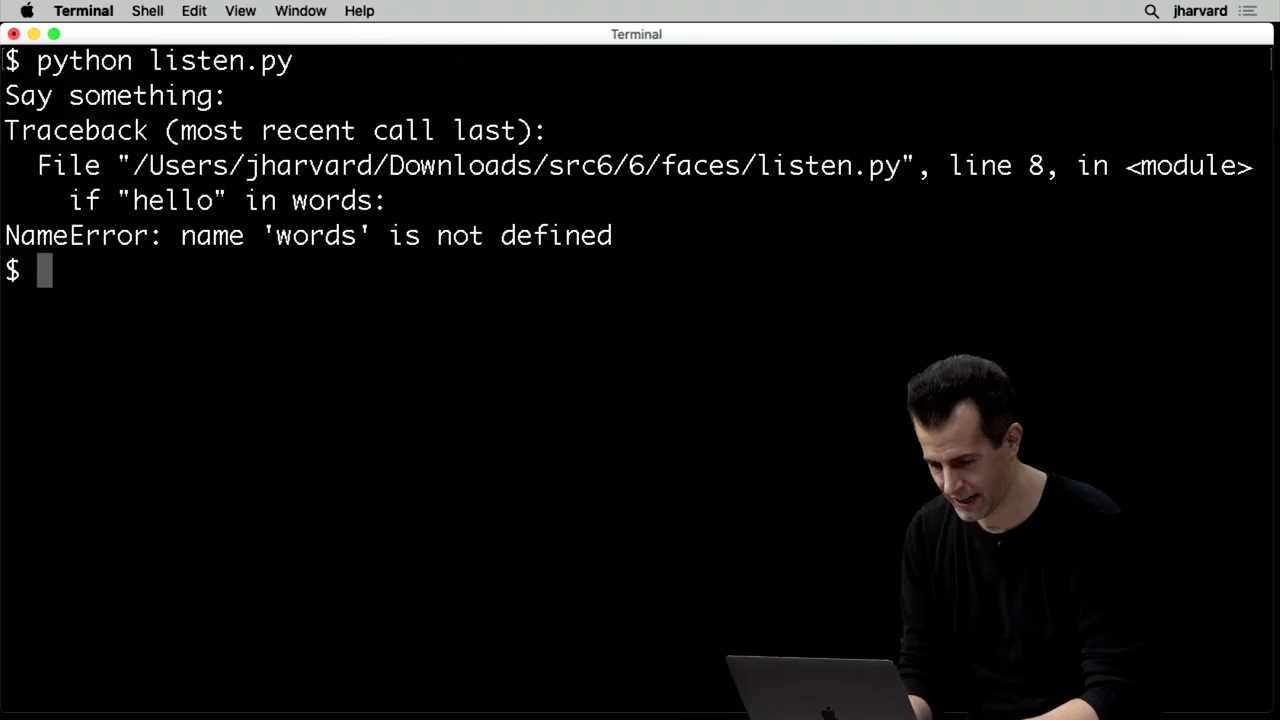 Terminal Shell Edit View Window Help jharvard
Terminal
$ python listen.py
Say something:
Traceback (most recent call last):
  File "/Users/jharvard/Downloads/src6/6/faces/listen.py", line 8, in <module>
    if "hello" in words:
NameError: name 'words' is not defined
$